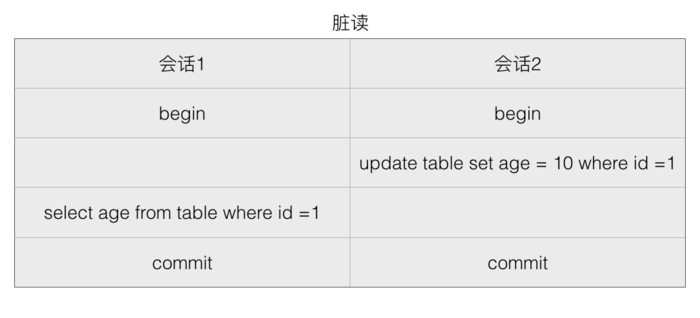 脏读
会话1 会话2
begin begin
update table set age = 10 where id =1
select age from table where id =1
commit commit